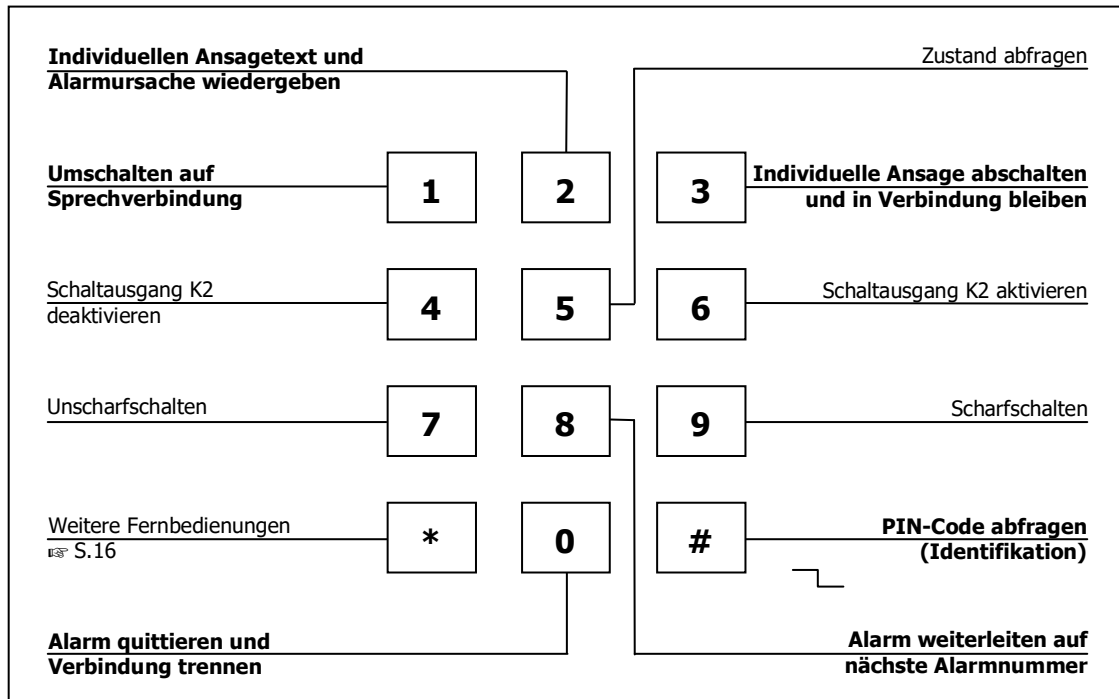 Individuellen Ansagetext und
Alarmursache wiedergeben
Zustand abfragen
Umschalten auf
Sprechverbindung
1
2
3
Individuelle Ansage abschalten
und in Verbindung bleiben
Schaltausgang K2
deaktivieren
4
5
6
Schaltausgang K2 aktivieren
Unscharfschalten
7
8
9
Scharfschalten
Weitere Fernbedienungen
☞ S.16
*
0
#
PIN-Code abfragen
(Identifikation)
Alarm quittieren und
Verbindung trennen
Alarm weiterleiten auf
nächste Alarmnummer